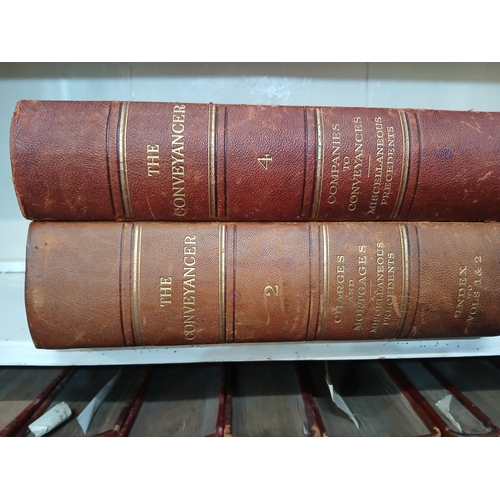 THE
CONVEYANCER
4
COMPANIES
TO
CONVEYANCES
MISCELLANEOUS
PRECEDENTS
THE
CONVEYANCER
2
CHARGES
AND
MORTGAGES
MISCELLANEOUS
PRECEDENTS
INDEX
TO
VOLS 1 & 2